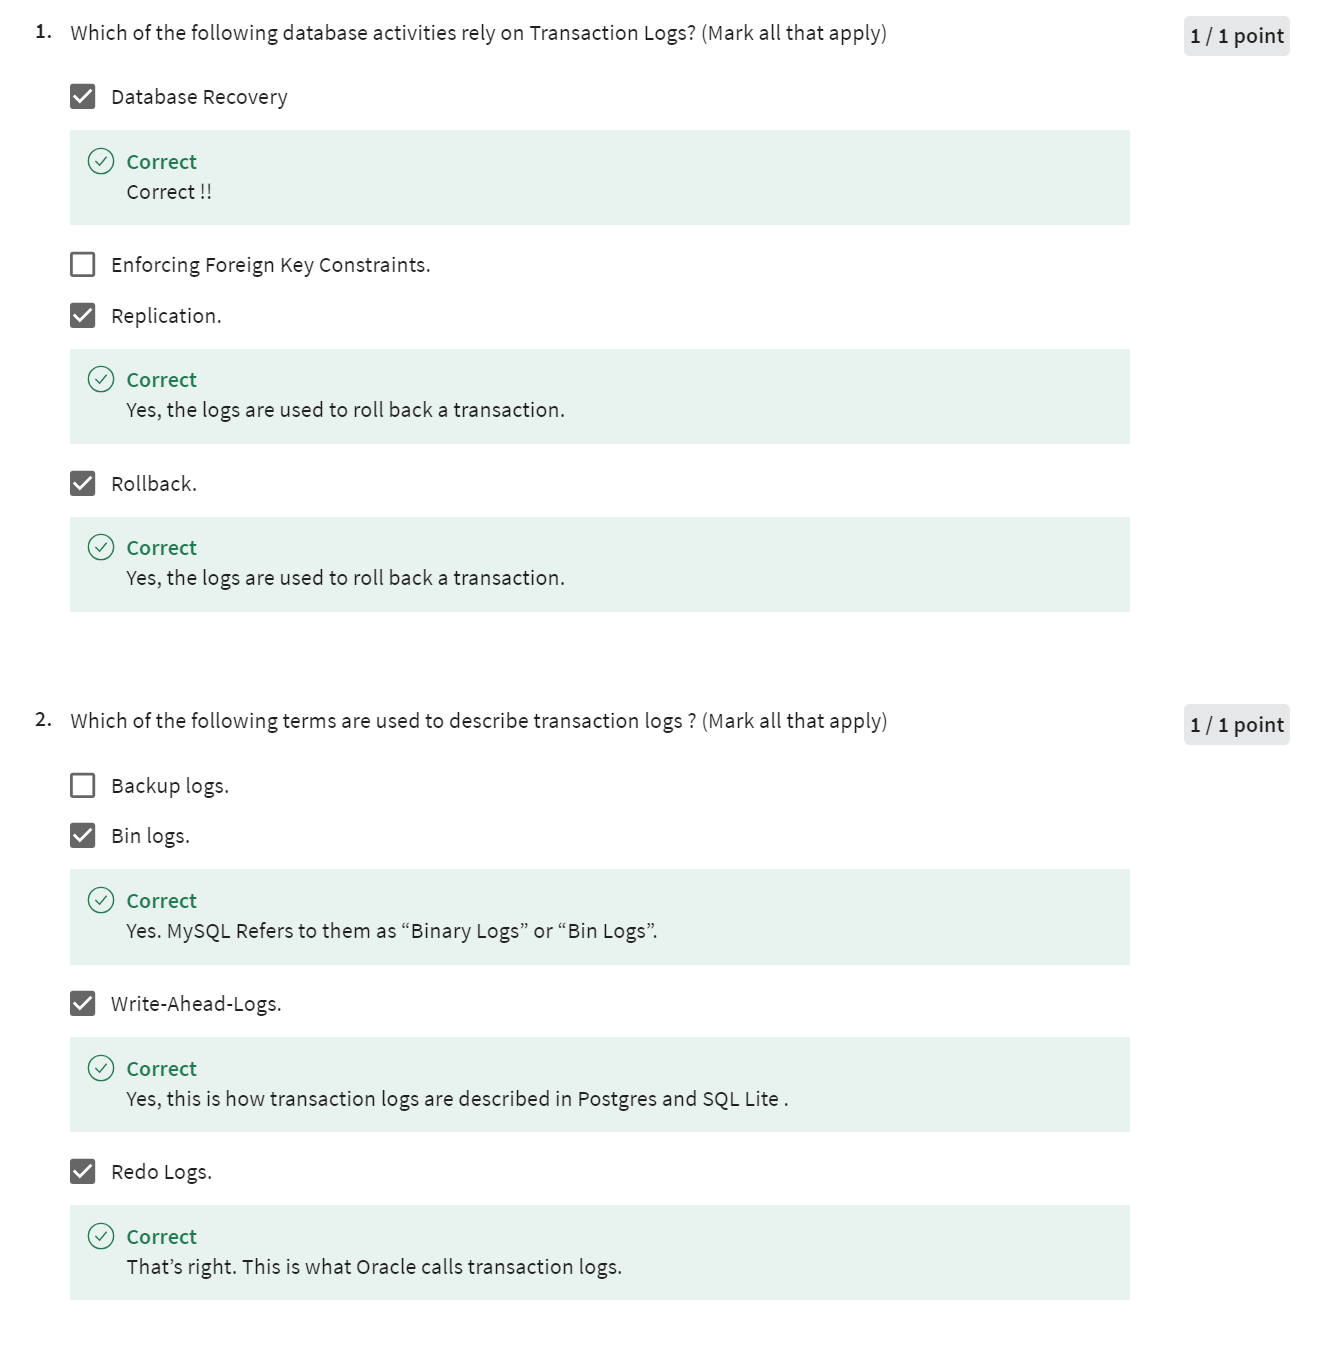 1. Which of the following database activities rely on Transaction Logs? (Mark all that apply)
1 / 1 point
Database Recovery
Correct
Correct !!
Enforcing Foreign Key Constraints.
Replication.
Correct
Yes, the logs are used to roll back a transaction.
Rollback.
Correct
Yes, the logs are used to roll back a transaction.
2. Which of the following terms are used to describe transaction logs ? (Mark all that apply)
1 / 1 point
Backup logs.
Bin logs.
Correct
Yes. MySQL Refers to them as “Binary Logs” or “Bin Logs”.
Write-Ahead-Logs.
Correct
Yes, this is how transaction logs are described in Postgres and SQL Lite .
Redo Logs.
Correct
That’s right. This is what Oracle calls transaction logs.